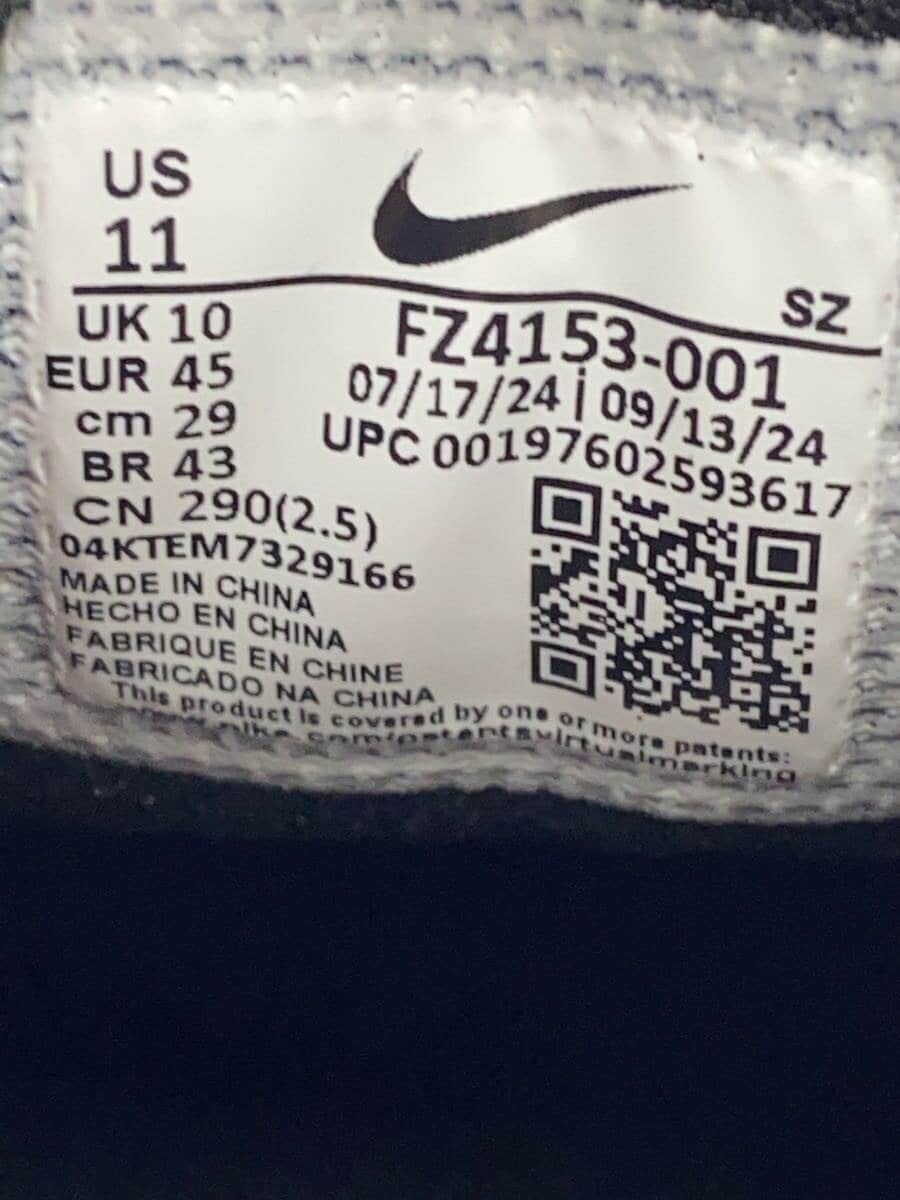 US
11
SZ
UK 10
EUR 45
cm 29
BR 43
CN 290(2.5)
FZ4153-001
07/17/24 | 09/13/24
UPC 00197602593617
04KTEM7329166
MADE IN CHINA
HECHO EN CHINA
FABRIQUE EN CHINE
FABRICADO NA CHINA
This product is covered by one or more patents: